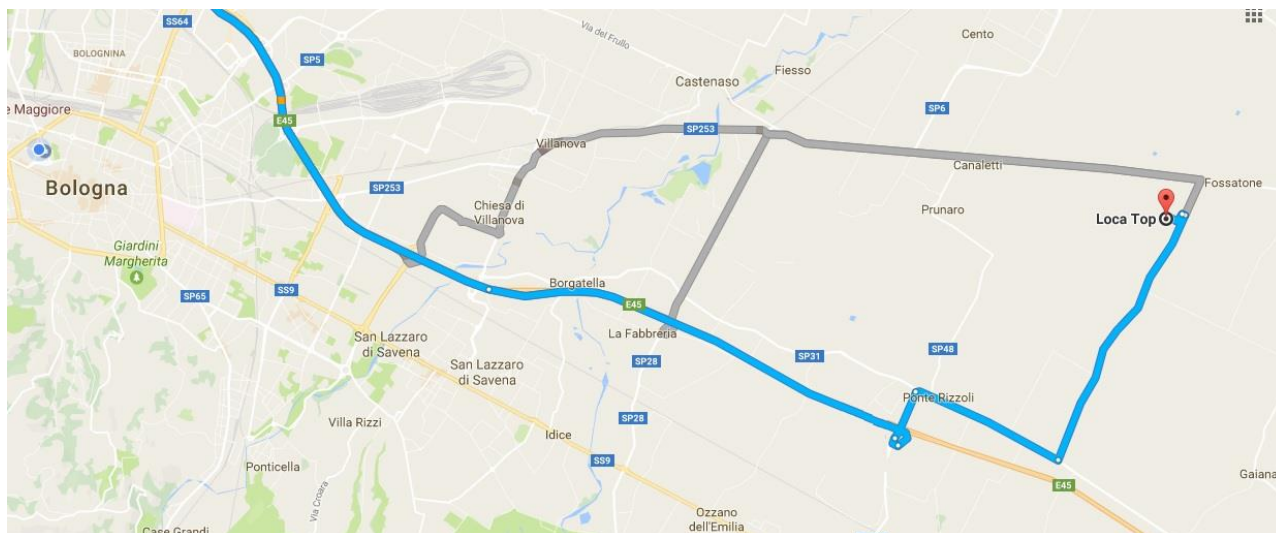 SS64
Via del Frullo
Cento
BOLOGNINA
SP5
Fiesso
Castenaso
e Maggiore
SP6
E45
SP253
Villanova
Canaletti
Bologna
SP253
Fossatone
Chiesa di
Villanova
Prunaro
Loca Top
Giardini
Margherita
SP65
SS9
Borgatella
E45
La Fabbreria
San Lazzaro
di Savena
SP48
SP31
San Lazzaro
di Savena
SP28
Ponte Rizzoli
Villa Rizzi
SP28
Idice
Ponticella
SS9
Gaiana
E45
Via Croara
Ozzano
dell'Emilia
Case Grandi